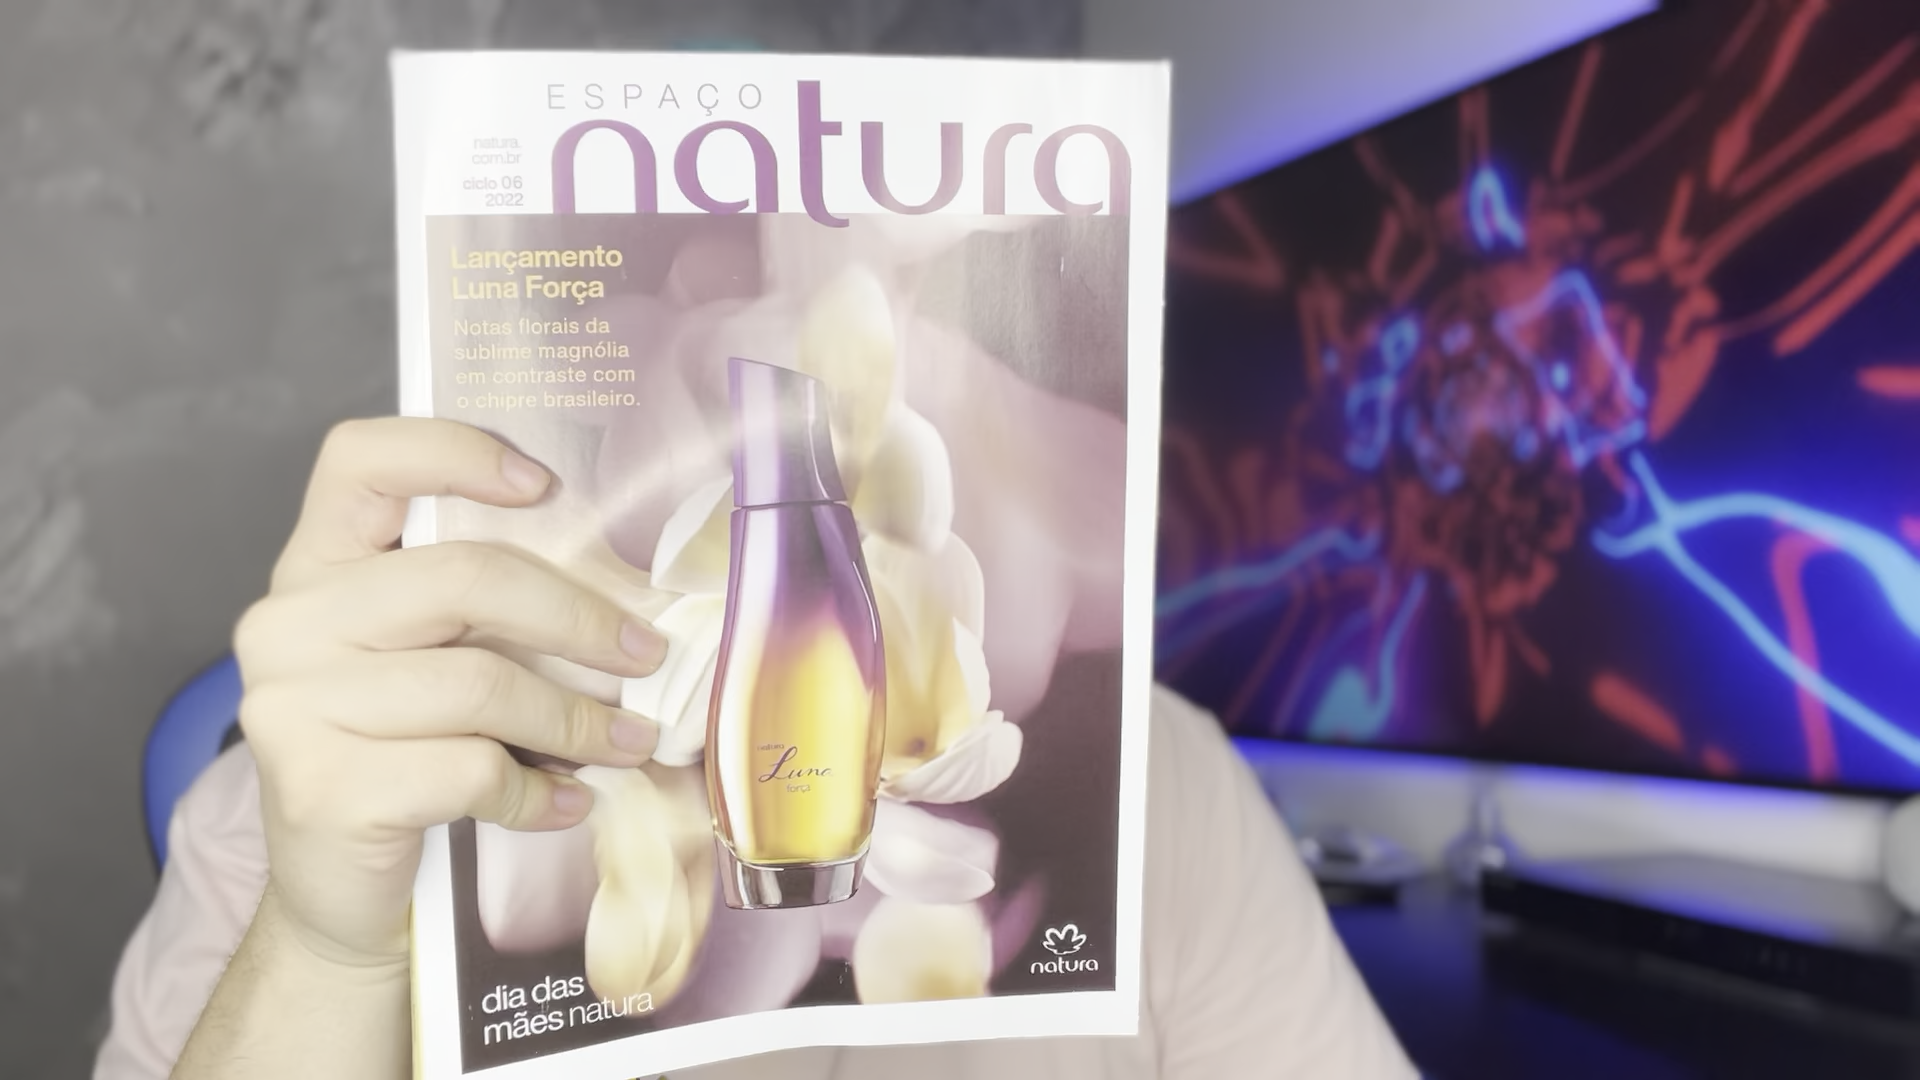 ESPAÇO
natura
natura.
com.br
ciclo 06
2022
Lançamento
Luna Força
Notas florais da
sublime magnólia
em contraste com
o chipre brasileiro.
natura
Luna
força
natura
dia das
mães natura